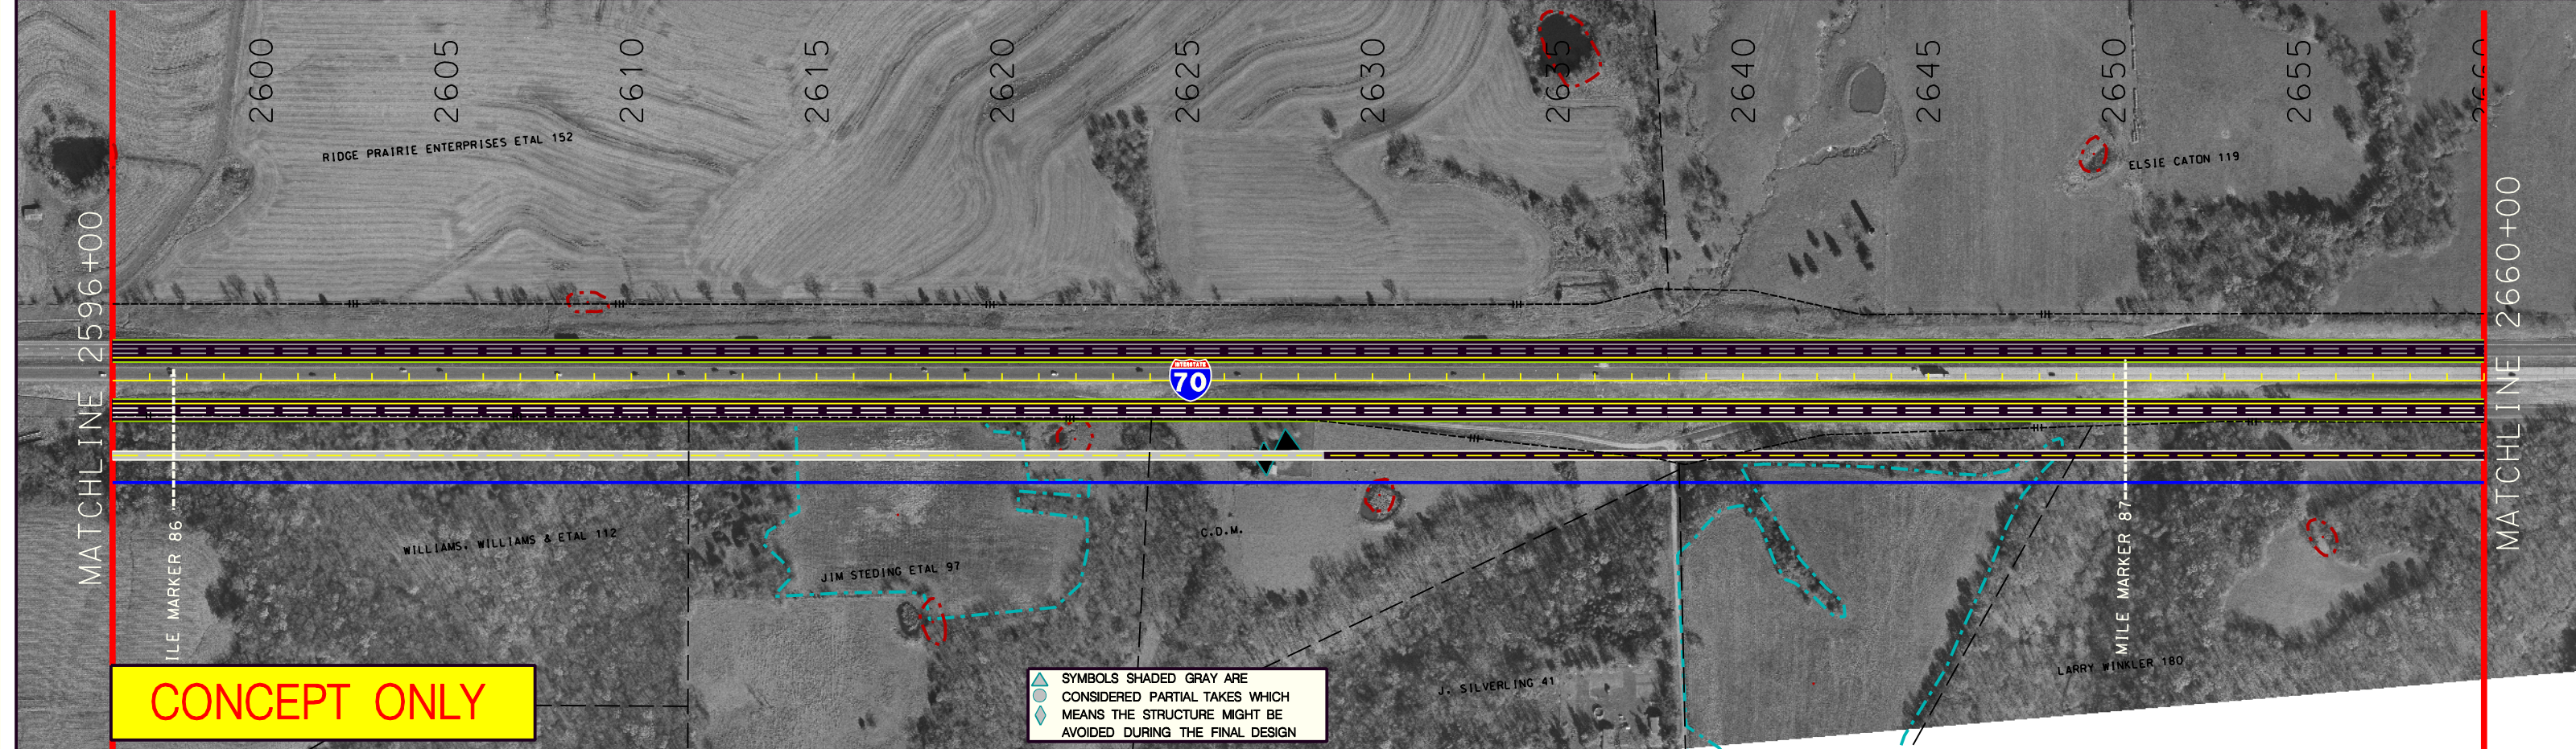 2600
2605
2610
2615
2620
2625
2630
2635
2640
2645
2650
2655
2660
RIDGE PRAIRIE ENTERPRISES ETAL 152
ELSIE CATON 119
MATCHLINE 2596+00
MATCHLINE 2660+00
INTERSTATE
70
ILE MARKER 86
MILE MARKER 87
WILLIAMS, WILLIAMS & ETAL 112
JIM STEDING ETAL 97
C.D.M.
J. SILVERLING 41
LARRY WINKLER 180
CONCEPT ONLY
SYMBOLS SHADED GRAY ARE
CONSIDERED PARTIAL TAKES WHICH
MEANS THE STRUCTURE MIGHT BE
AVOIDED DURING THE FINAL DESIGN